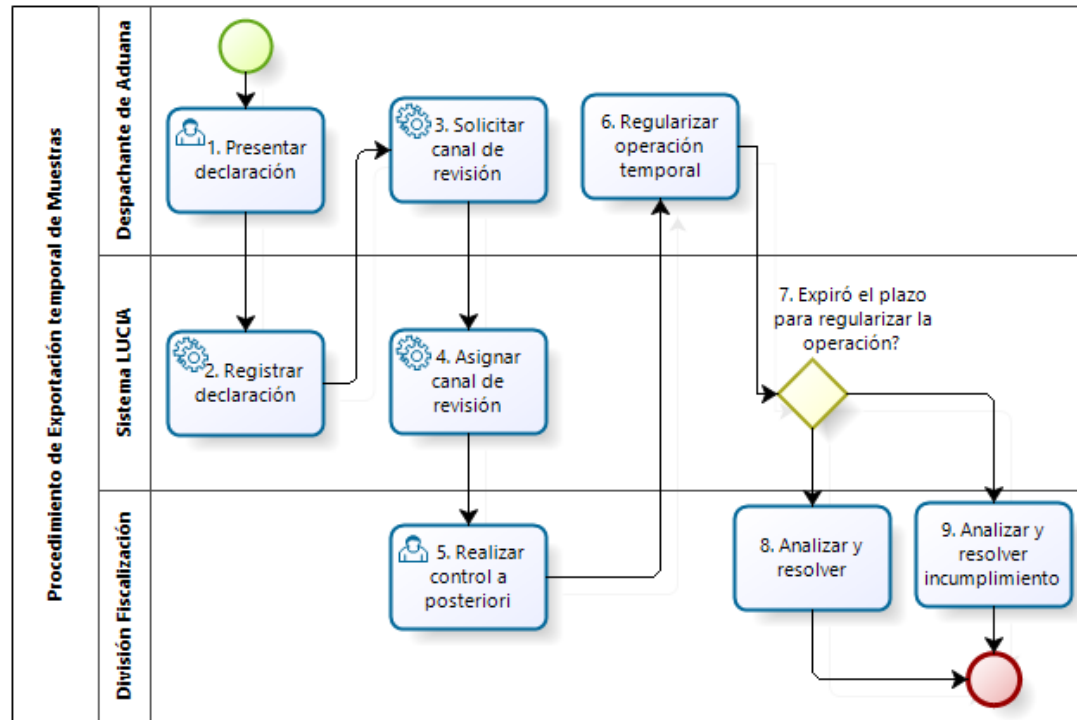 Procedimiento de Exportación temporal de Muestras
Despachante de Aduana
1. Presentar
declaración
3. Solicitar
canal de
revisión
6. Regularizar
operación
temporal
Sistema LUCIA
2. Registrar
declaración
4. Asignar
canal de
revisión
7. Expiró el plazo
para regularizar la
operación?
División Fiscalización
5. Realizar
control a
posteriori
8. Analizar y
resolver
9. Analizar y
resolver
incumplimiento